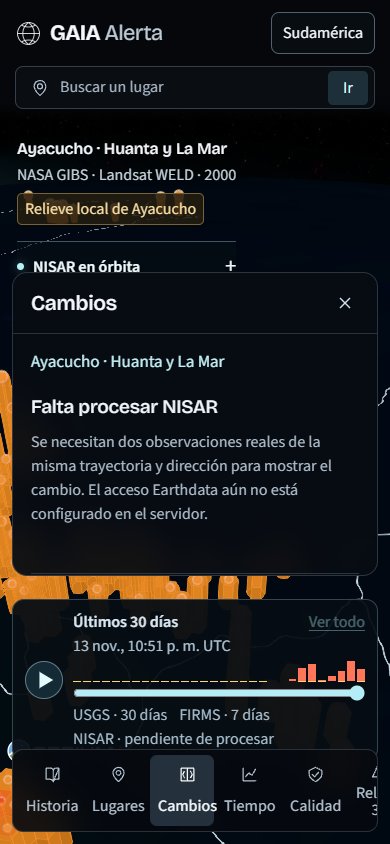 GAIA Alerta
Sudamérica
Buscar un lugar
Ir
Ayacucho · Huanta y La Mar
NASA GIBS · Landsat WELD · 2000
Relieve local de Ayacucho
NISAR en órbita
+
Cambios
Ayacucho · Huanta y La Mar
Falta procesar NISAR
Se necesitan dos observaciones reales de la
misma trayectoria y dirección para mostrar el
cambio. El acceso Earthdata aún no está
configurado en el servidor.
Últimos 30 días
Ver todo
13 nov., 10:51 p. m. UTC
USGS · 30 días FIRMS · 7 días
NISAR · pendiente de procesar
Historia
Lugares
Cambios
Tiempo
Calidad
Rel
3